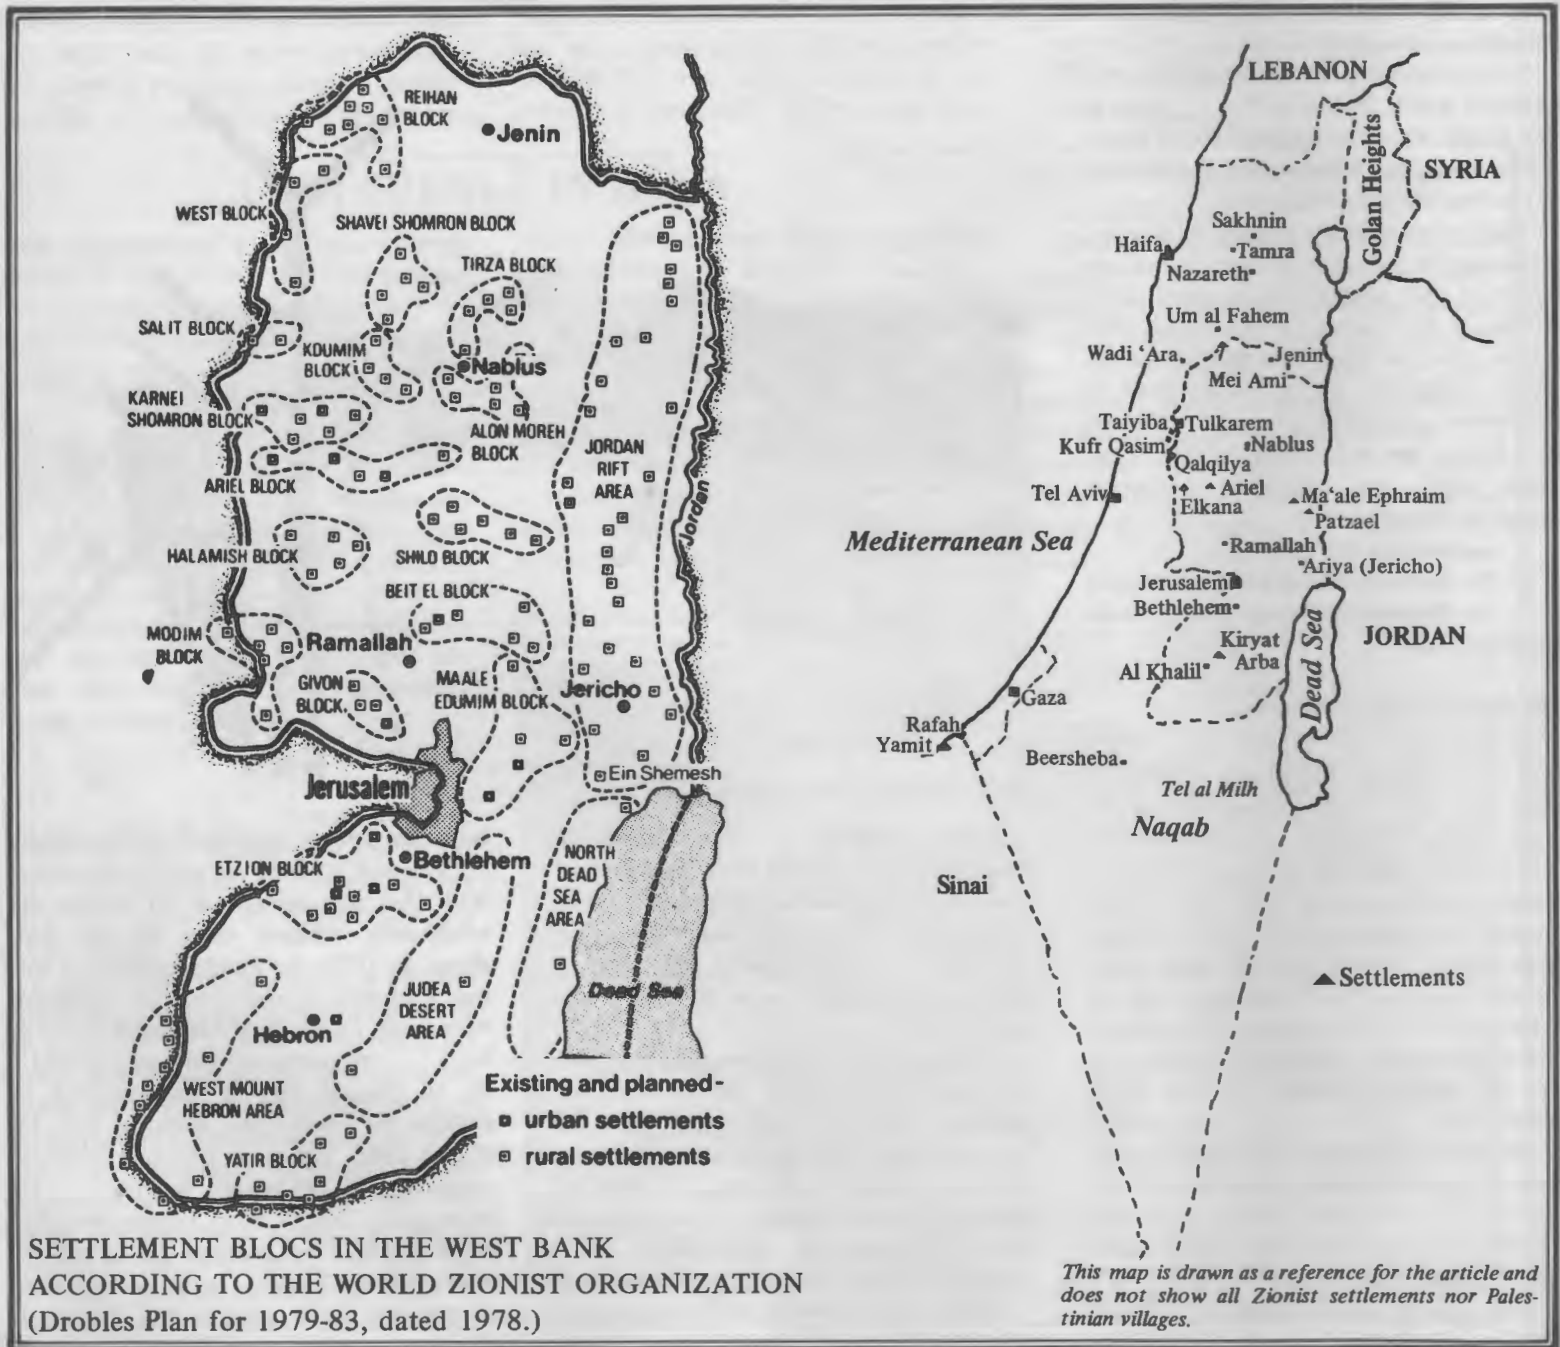 REIHAN
BLOCK
Jenin
WEST BLOCK
SHAVEI SHOMRON BLOCK
TIRZA BLOCK
SALIT BLOCK
KDUMIM
BLOCK
Nablus
KARNEI
SHOMRON BLOCK
ALON MOREH
BLOCK
JORDAN
RIFT
AREA
ARIEL BLOCK
Jordan
HALAMISH BLOCK
SHILO BLOCK
BEIT EL BLOCK
MODIM
BLOCK
Ramallah
GIVON
BLOCK
MAALE
EDUMIM BLOCK
Jericho
Jerusalem
Ein Shemesh
ETZION BLOCK
Bethlehem
NORTH
DEAD
SEA
AREA
Dead Sea
JUDEA
DESERT
AREA
Hebron
WEST MOUNT
HEBRON AREA
YATIR BLOCK
Existing and planned-
urban settlements
rural settlements
SETTLEMENT BLOCS IN THE WEST BANK
ACCORDING TO THE WORLD ZIONIST ORGANIZATION
(Drobles Plan for 1979-83, dated 1978.)
LEBANON
Golan Heights
SYRIA
Sakhnin
Haifa
Tamra
Nazareth
Um al Fahem
Wadi 'Ara
Jenin
Mei Ami
Taiyiba
Tulkarem
Kufr Qasim
Nablus
Qalqilya
Tel Aviv
Ariel
Elkana
Ma'ale Ephraim
Patzael
Mediterranean Sea
Ramallah
Ariya (Jericho)
Jerusalem
Bethlehem
Dead Sea
JORDAN
Kiryat
Arba
Al Khalil
Gaza
Rafah
Yamit
Beersheba
Tel al Milh
Naqab
Sinai
Settlements
This map is drawn as a reference for the article and
does not show all Zionist settlements nor Pales-
tinian villages.